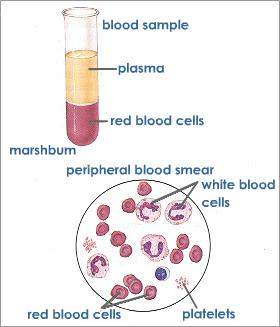 blood sample
plasma
red blood cells
marshbum
peripheral blood smear
white blood
cells
red blood cells
platelets